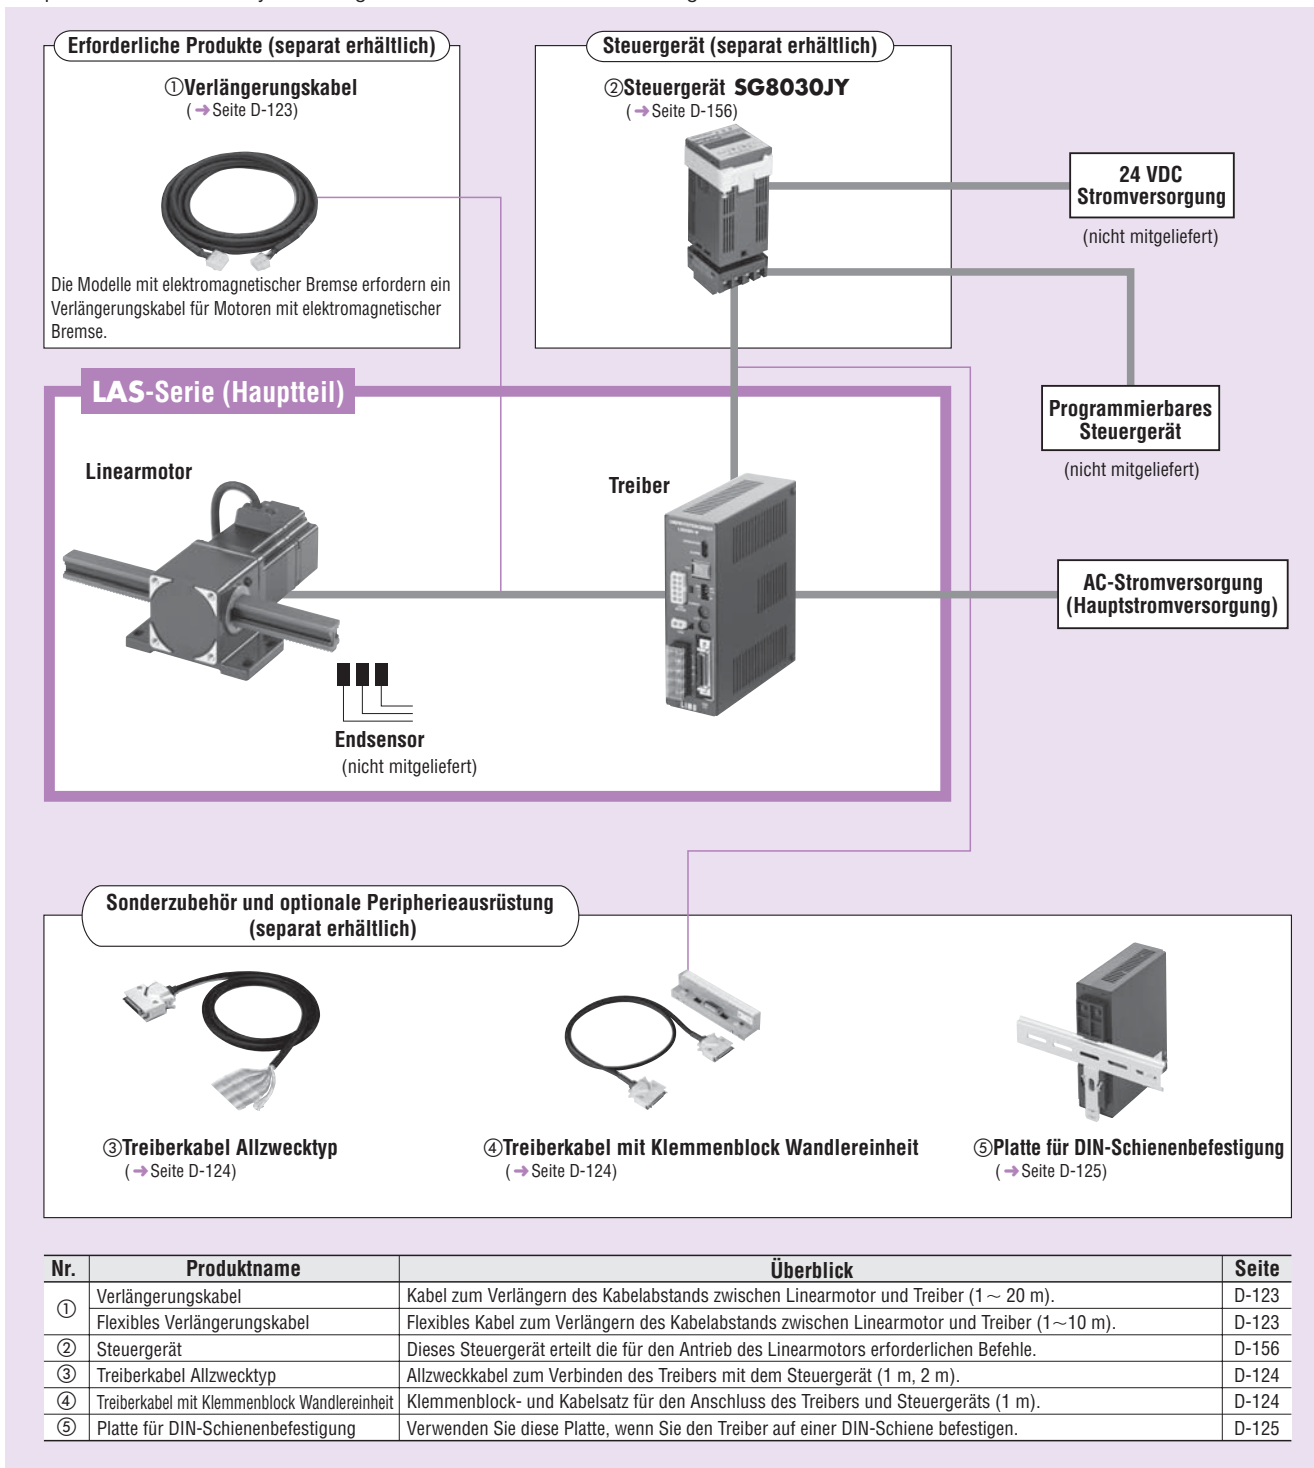 Erforderliche Produkte (separat erhältlich)
①Verlängerungskabel
(➜Seite D-123)
Die Modelle mit elektromagnetischer Bremse erfordern ein
Verlängerungskabel für Motoren mit elektromagnetischer
Bremse.
Steuergerät (separat erhältlich)
②Steuergerät SG8030JY
(➜Seite D-156)
24 VDC
Stromversorgung
(nicht mitgeliefert)
Programmierbares
Steuergerät
(nicht mitgeliefert)
LAS-Serie (Hauptteil)
Linearmotor
Treiber
AC-Stromversorgung
(Hauptstromversorgung)
Endsensor
(nicht mitgeliefert)
Sonderzubehör und optionale Peripherieausrüstung
(separat erhältlich)
③Treiberkabel Allzwecktyp
(➜Seite D-124)
④Treiberkabel mit Klemmenblock Wandlereinheit
(➜Seite D-124)
⑤Platte für DIN-Schienenbefestigung
(➜Seite D-125)
Nr. Produktname Überblick Seite
① Verlängerungskabel Kabel zum Verlängern des Kabelabstands zwischen Linearmotor und Treiber (1～ 20 m). D-123
Flexibles Verlängerungskabel Flexibles Kabel zum Verlängern des Kabelabstands zwischen Linearmotor und Treiber (1～10 m). D-123
② Steuergerät Dieses Steuergerät erteilt die für den Antrieb des Linearmotors erforderlichen Befehle. D-156
③ Treiberkabel Allzwecktyp Allzweckkabel zum Verbinden des Treibers mit dem Steuergerät (1 m, 2 m). D-124
④ Treiberkabel mit Klemmenblock Wandlereinheit Klemmenblock- und Kabelsatz für den Anschluss des Treibers und Steuergeräts (1 m). D-124
⑤ Platte für DIN-Schienenbefestigung Verwenden Sie diese Platte, wenn Sie den Treiber auf einer DIN-Schiene befestigen. D-125